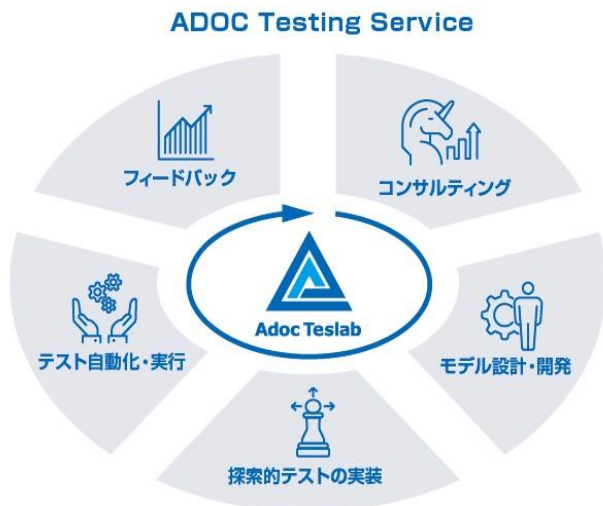 ADOC Testing Service
フィードバック
コンサルティング
Adoc Teslab
テスト自動化・実行
モデル設計・開発
探索的テストの実装